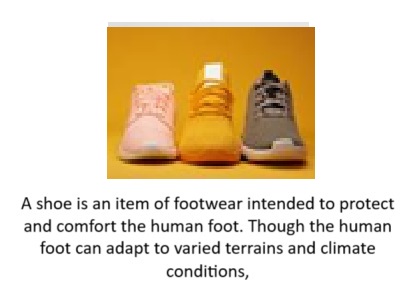 A shoe is an item of footwear intended to protect
and comfort the human foot. Though the human
foot can adapt to varied terrains and climate
conditions,